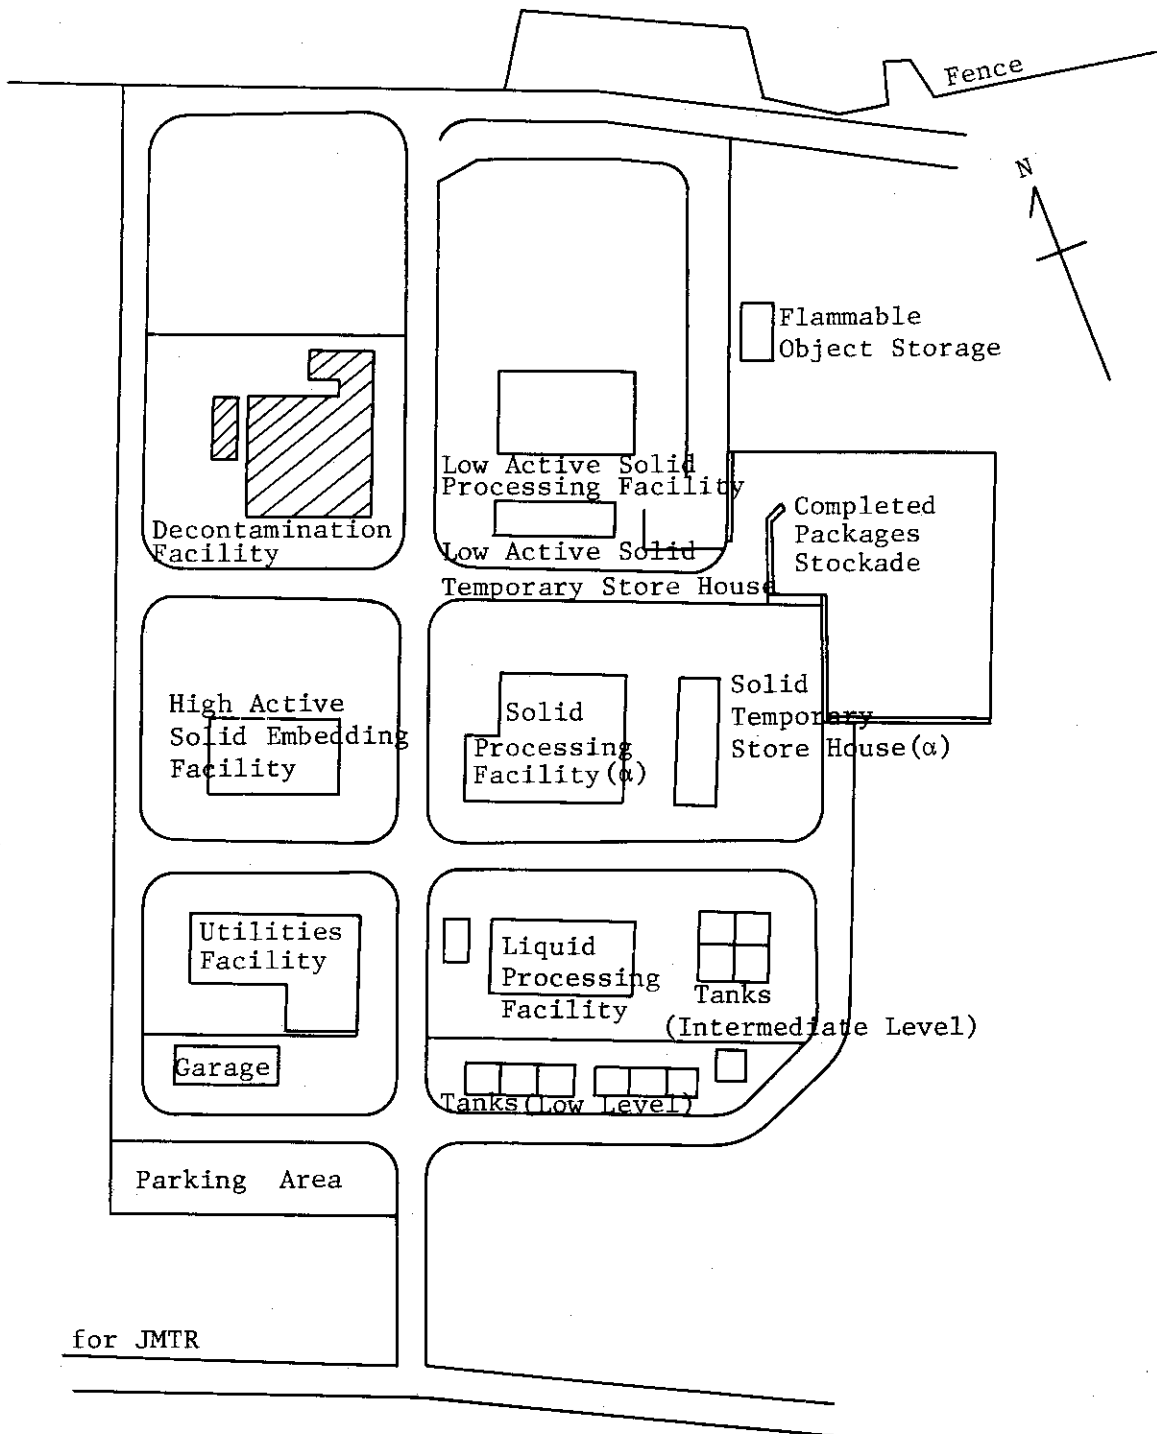 Fence
N
Flammable
Object Storage
Low Active Solid
Processing Facility
Completed
Packages
Stockade
Decontamination
Facility
Low Active Solid
Temporary Store House
High Active
Solid Embedding
Facility
Solid
Processing
Facility(α)
Solid
Temporary
Store House(α)
Utilities
Facility
Liquid
Processing
Facility
Tanks
(Intermediate Level)
Garage
Tanks(Low Level)
Parking Area
for JMTR